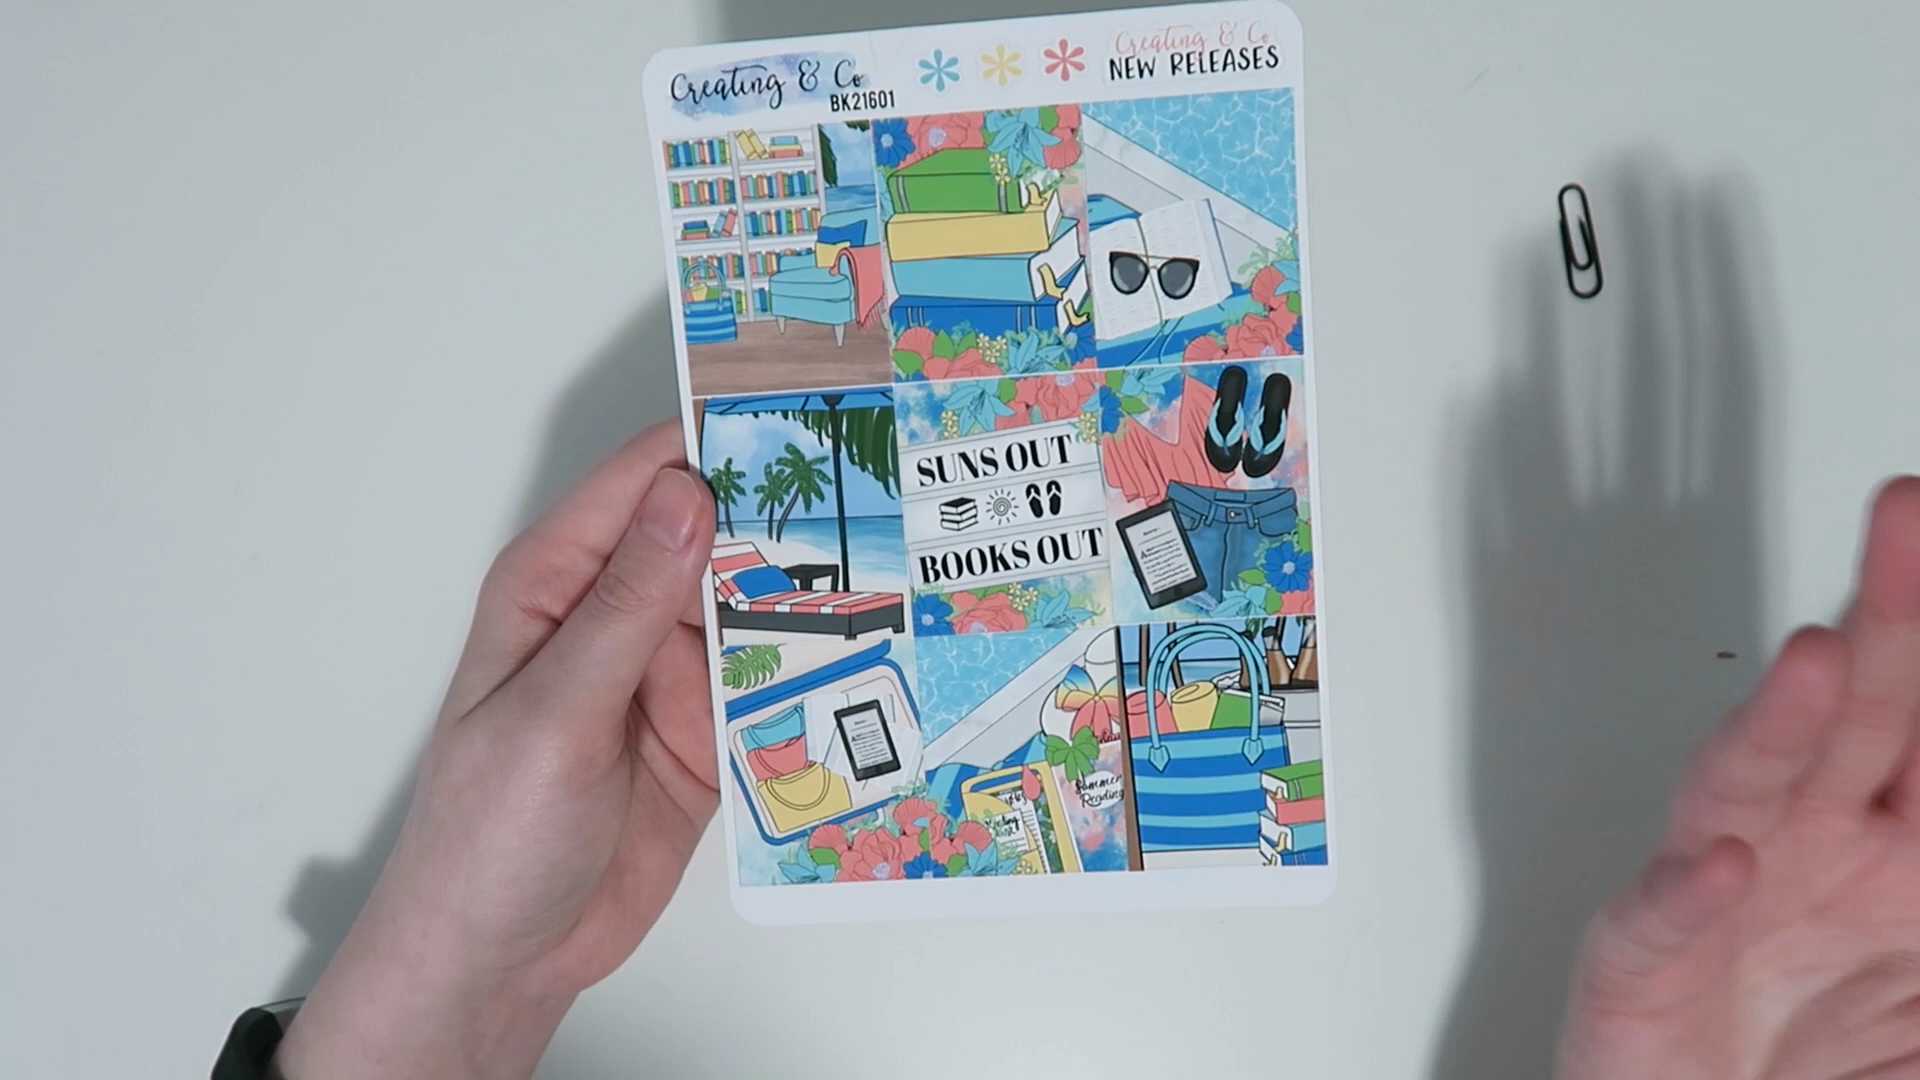 Creating & Co
BK21601
Creating & Co
NEW RELEASES
SUNS OUT
BOOKS OUT
Summer
Reading